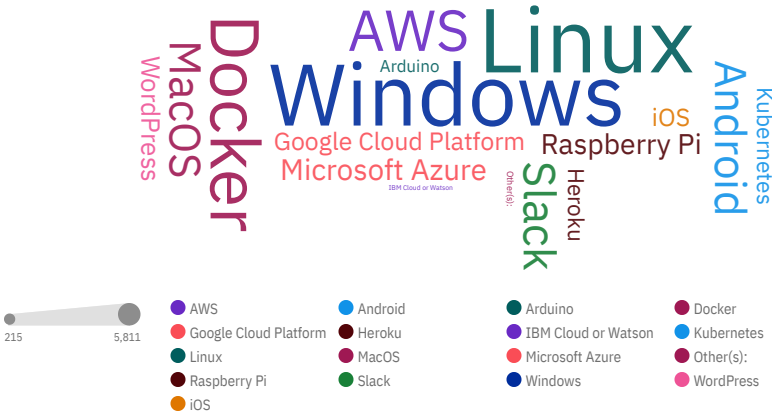 AWS
Linux
Docker
MacOS
WordPress
Arduino
Windows
Android
Kubernetes
iOS
Google Cloud Platform
Raspberry Pi
Microsoft Azure
IBM Cloud or Watson
Other(s):
Slack
Heroku
215
5,811
AWS
Android
Arduino
Docker
Google Cloud Platform
Heroku
IBM Cloud or Watson
Kubernetes
Linux
MacOS
Microsoft Azure
Other(s):
Raspberry Pi
Slack
Windows
WordPress
iOS